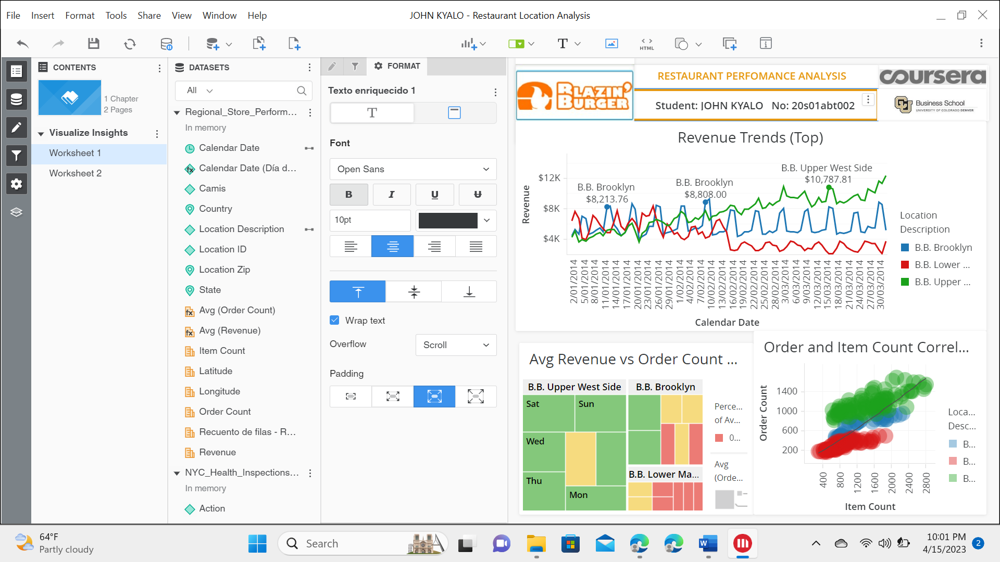 File Insert Format Tools Share View Window Help
JOHN KYALO - Restaurant Location Analysis
T
HTML
CONTENTS
1 Chapter
2 Pages
Visualize Insights
Worksheet 1
Worksheet 2
DATASETS
All
Regional_Store_Perform...
In memory
Calendar Date
Calendar Date (Día d...
Camis
Country
Location Description
Location ID
Location Zip
State
Avg (Order Count)
Avg (Revenue)
Item Count
Latitude
Longitude
Order Count
Recuento de filas - R...
Revenue
NYC_Health_Inspections...
In memory
Action
FORMAT
Texto enriquecido 1
T
Font
Open Sans
B I U U
10pt
Wrap text
Overflow
Scroll
Padding
BLAZIN'
BURGER
RESTAURANT PERFOMANCE ANALYSIS
Student: JOHN KYALO No: 20s01abt002
coursera
CU
Business School
UNIVERSITY OF COLORADO DENVER
Revenue Trends (Top)
Revenue
$12K
$8K
$4K
B.B. Brooklyn
$8,213.76
B.B. Brooklyn
$8,808.00
B.B. Upper West Side
$10,787.81
2/01/2014
5/01/2014
8/01/2014
11/01/2014
14/01/2014
17/01/2014
20/01/2014
23/01/2014
26/01/2014
29/01/2014
1/02/2014
4/02/2014
7/02/2014
10/02/2014
13/02/2014
16/02/2014
19/02/2014
22/02/2014
25/02/2014
28/02/2014
3/03/2014
6/03/2014
9/03/2014
12/03/2014
15/03/2014
18/03/2014
21/03/2014
24/03/2014
27/03/2014
30/03/2014
Calendar Date
Location
Description
B.B. Brooklyn
B.B. Lower ...
B.B. Upper ...
Avg Revenue vs Order Count ...
B.B. Upper West Side
Sat
Sun
Wed
Thu
Mon
B.B. Brooklyn
B.B. Lower Ma...
Perce...
of Av...
0...
Avg
(Orde...
Order and Item Count Correl...
Order Count
1400
1000
600
200
400
800
1200
1600
2000
2400
2800
Item Count
Loca...
Desc...
B...
B...
B...
64°F
Partly cloudy
Search
W
10:01 PM
4/15/2023
2